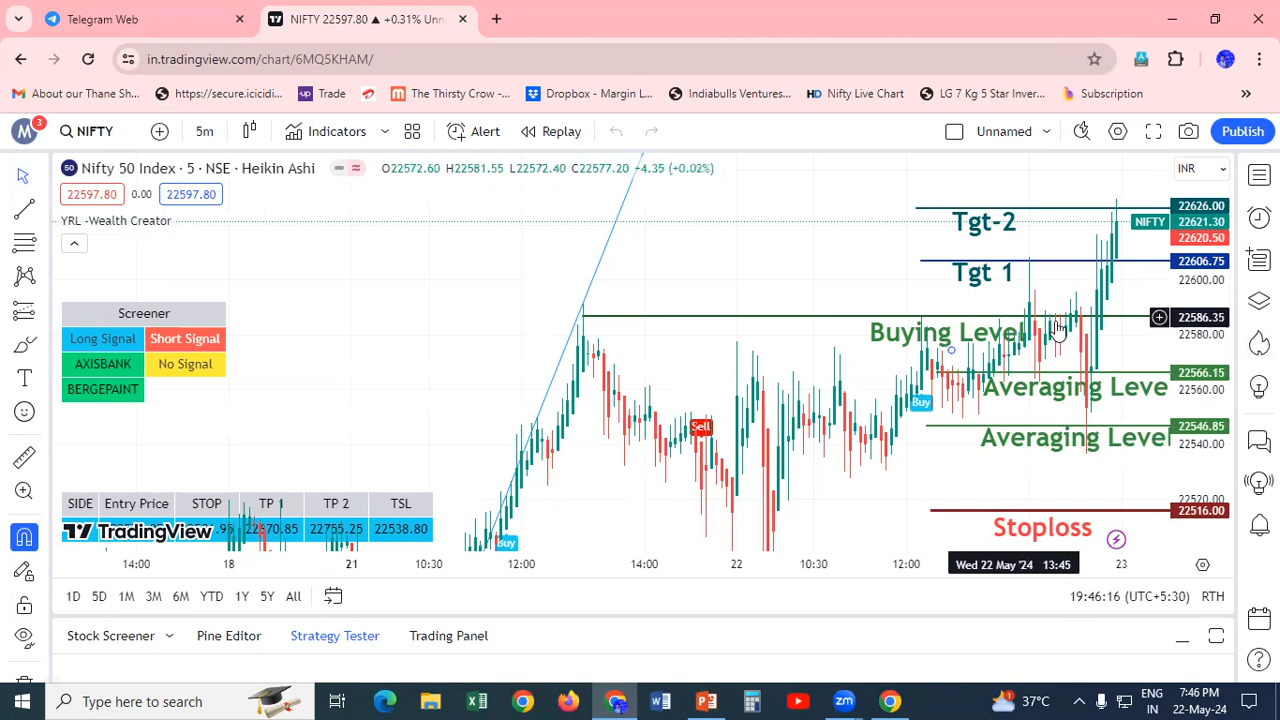 Telegram Web
NIFTY 22597.80 ▲ +0.31% Unn
in.tradingview.com/chart/6MQ5KHAM/
About our Thane Sh...
https://secure.icicidi...
up Trade
The Thirsty Crow -...
Dropbox - Margin L...
Indiabulls Ventures...
HD Nifty Live Chart
LG 7 Kg 5 Star Inver...
Subscription
M 3
NIFTY
5m
Indicators
Alert
Replay
Unnamed
Publish
50 Nifty 50 Index · 5 · NSE · Heikin Ashi
O22572.60 H22581.55 L22572.40 C22577.20 +4.35 (+0.02%)
INR
22597.80 0.00 22597.80
YRL -Wealth Creator
Tgt-2
22626.00
NIFTY 22621.30
22620.50
Tgt 1
22606.75
22600.00
Buying Level
22586.35
22580.00
22566.15
Averaging Leve
22560.00
22546.85
Averaging Level
22540.00
22520.00
22516.00
Stoploss
Screener
Long Signal Short Signal
AXISBANK No Signal
BERGEPAINT
Buy
Sell
Buy
SIDE Entry Price STOP TP 1 TP 2 TSL
TradingView
22755.25 22538.80
14:00 18 21 10:30 12:00 14:00 22 10:30 12:00 Wed 22 May '24 13:45 23
1D 5D 1M 3M 6M YTD 1Y 5Y All
19:46:16 (UTC+5:30) RTH
Stock Screener Pine Editor Strategy Tester Trading Panel
Type here to search
37°C
ENG
IN
7:46 PM
22-May-24